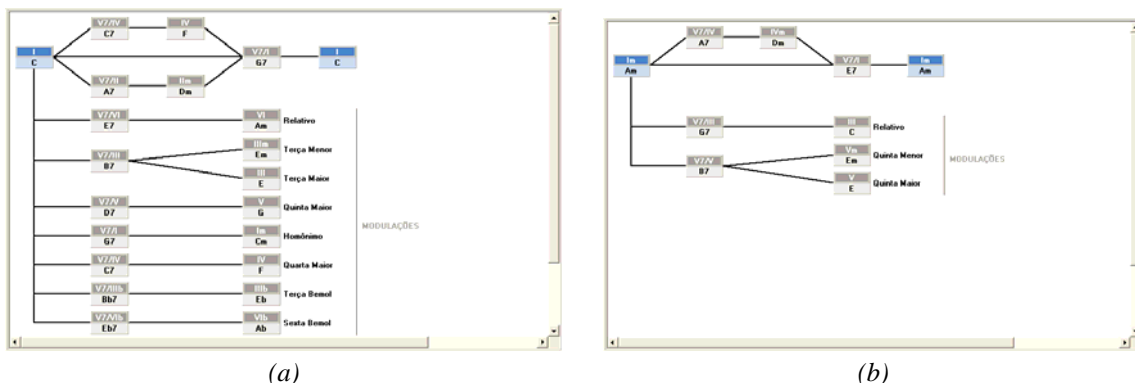 V7/IV IV
C7 F
I V7/I I
C G7 C
V7/II IIm
A7 Dm
V7/VI VI
E7 Am Relativo
IIIm
Em Terça Menor
V7/III
B7
III
E Terça Maior
V7/V V
D7 G Quinta Maior
V7/I Im
G7 Cm Homônimo
V7/IV IV
C7 F Quarta Maior
V7/IIIb IIIb
Bb7 Eb Terça Bemol
V7/VIb VIb
Eb7 Ab Sexta Bemol
MODULAÇÕES
(a)
V7/IV IVm
A7 Dm
Im V7/I Im
Am E7 Am
V7/III III
G7 C Relativo
Vm
Em Quinta Menor
V7/V
B7
V
E Quinta Maior
MODULAÇÕES
(b)